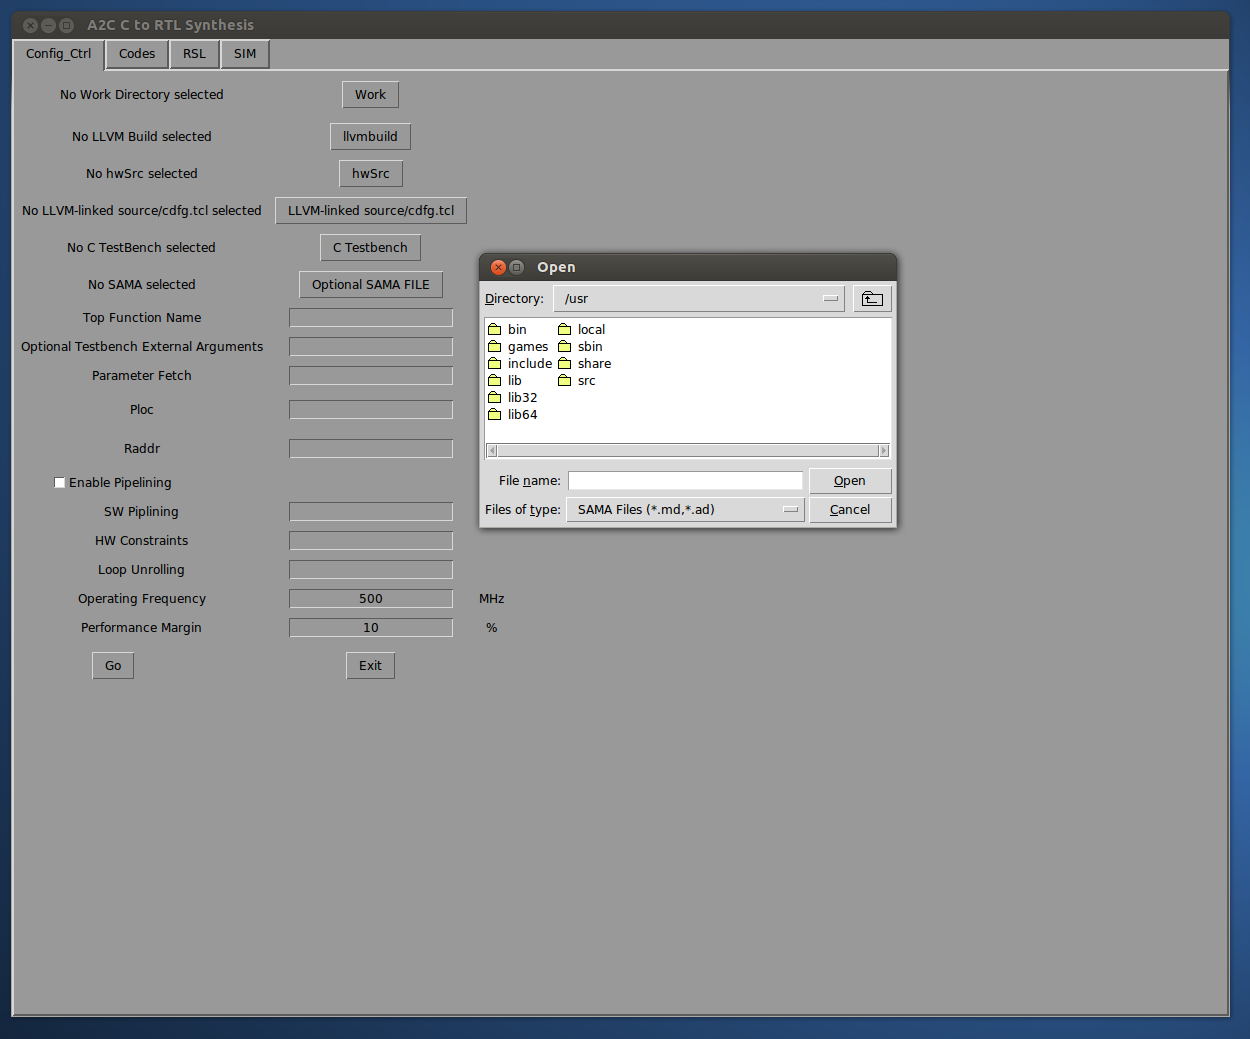 A2C C to RTL Synthesis
Config_Ctrl Codes RSL SIM
No Work Directory selected Work
No LLVM Build selected llvmbuild
No hwSrc selected hwSrc
No LLVM-linked source/cdfg.tcl selected LLVM-linked source/cdfg.tcl
No C TestBench selected C Testbench
No SAMA selected Optional SAMA FILE
Top Function Name
Optional Testbench External Arguments
Parameter Fetch
Ploc
Raddr
Enable Pipelining
SW Piplining
HW Constraints
Loop Unrolling
Operating Frequency 500 MHz
Performance Margin 10 %
Go Exit
Open
Directory: /usr
bin local
games sbin
include share
lib src
lib32
lib64
File name: Open
Files of type: SAMA Files (*.md,*.ad) Cancel